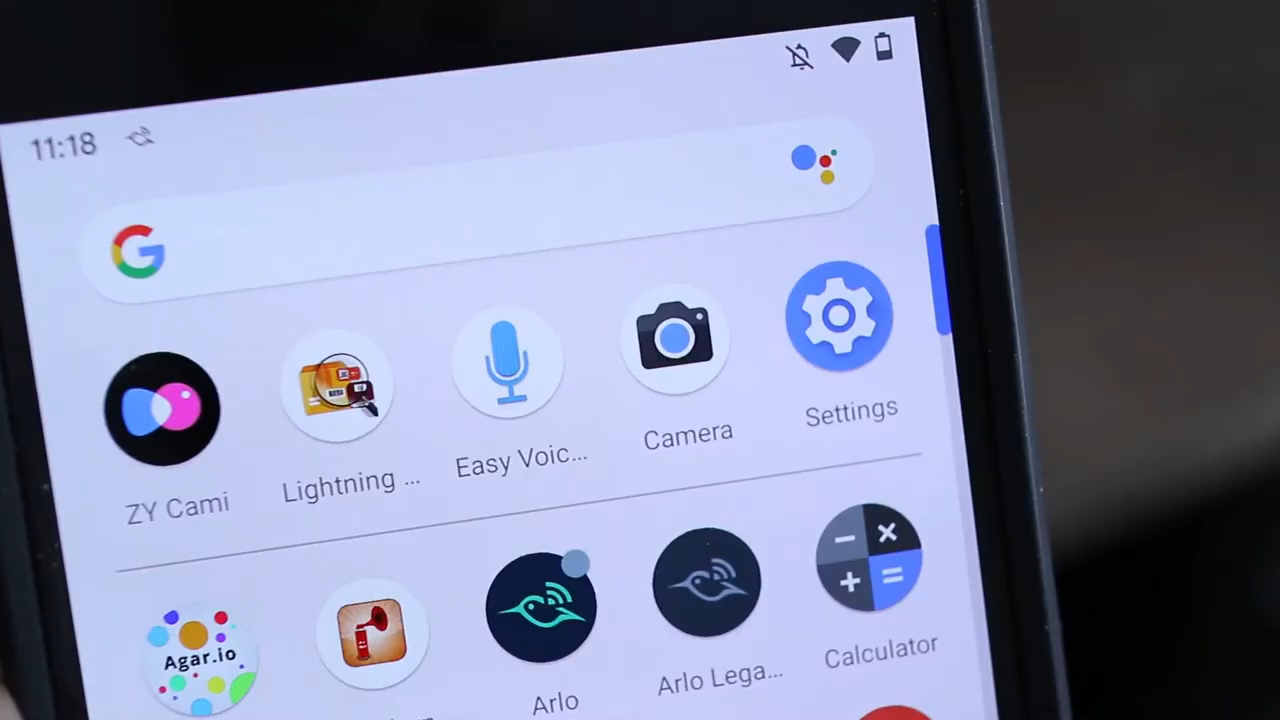 11:18
ZY Cami
Lightning ...
Easy Voic...
Camera
Settings
Agar.io
Arlo
Arlo Lega...
Calculator